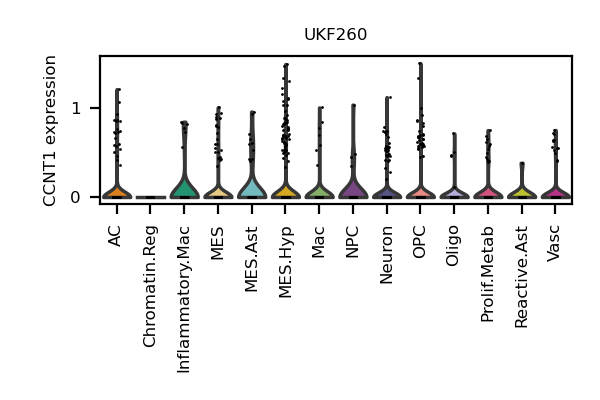 UKF260
CCNT1 expression
1
0
AC
Chromatin.Reg
Inflammatory.Mac
MES
MES.Ast
MES.Hyp
Mac
NPC
Neuron
OPC
Oligo
Prolif.Metab
Reactive.Ast
Vasc